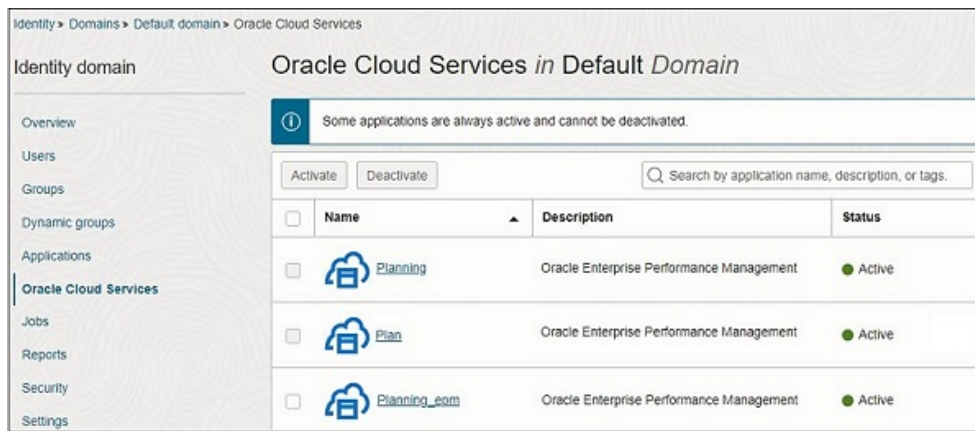 Identity » Domains » Default domain » Oracle Cloud Services
Identity domain
Overview
Users
Groups
Dynamic groups
Applications
Oracle Cloud Services
Jobs
Reports
Security
Settings
Oracle Cloud Services in Default Domain
Some applications are always active and cannot be deactivated.
Activate Deactivate Search by application name, description, or tags.
Name Description Status
Planning Oracle Enterprise Performance Management Active
Plan Oracle Enterprise Performance Management Active
Planning_epm Oracle Enterprise Performance Management Active